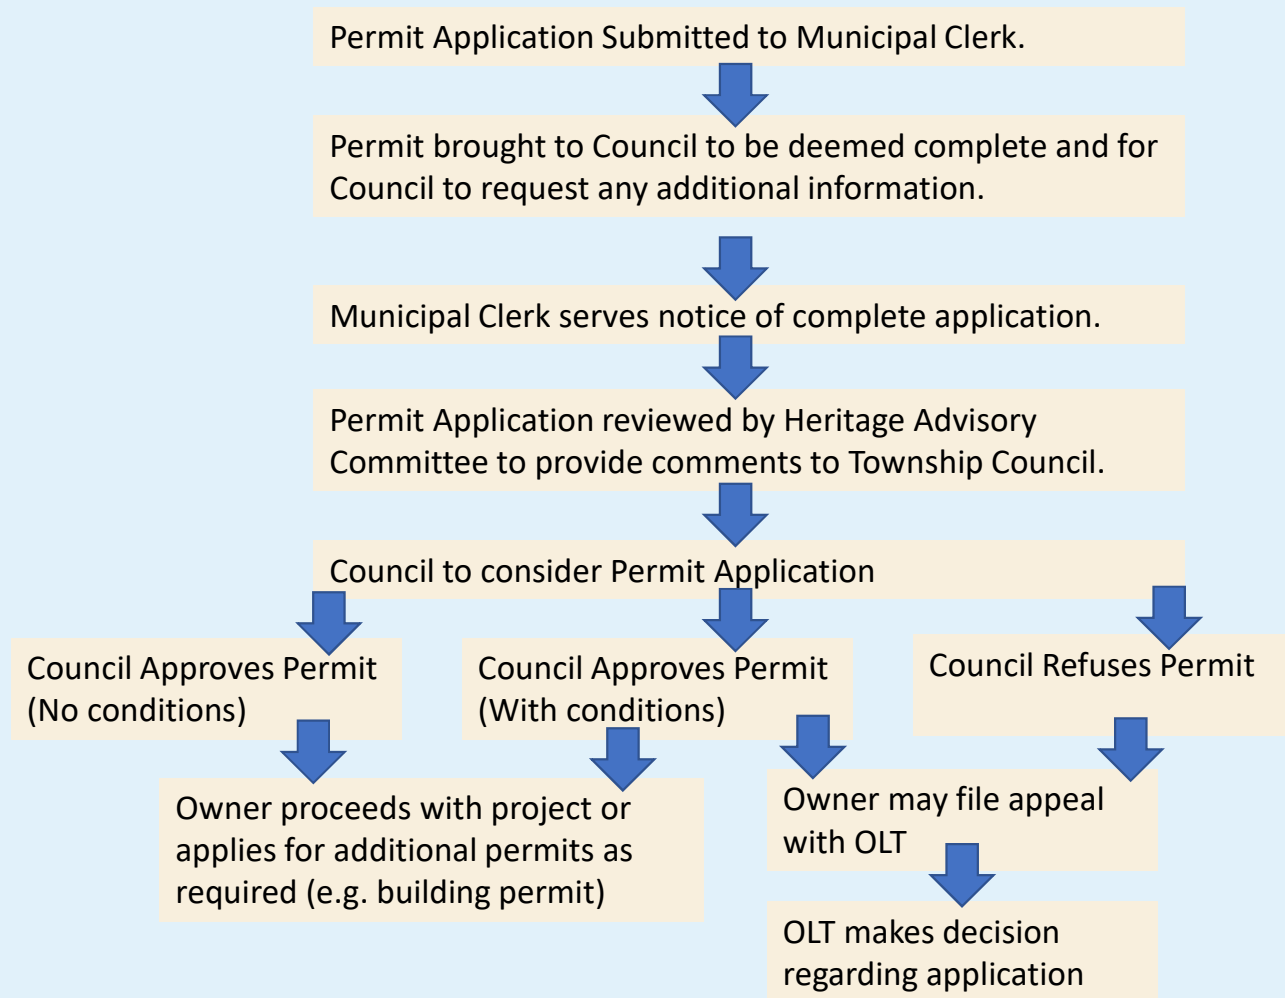 Permit Application Submitted to Municipal Clerk.
Permit brought to Council to be deemed complete and for
Council to request any additional information.
Municipal Clerk serves notice of complete application.
Permit Application reviewed by Heritage Advisory
Committee to provide comments to Township Council.
Council to consider Permit Application
Council Approves Permit
(No conditions)
Council Approves Permit
(With conditions)
Council Refuses Permit
Owner proceeds with project or
applies for additional permits as
required (e.g. building permit)
Owner may file appeal
with OLT
OLT makes decision
regarding application